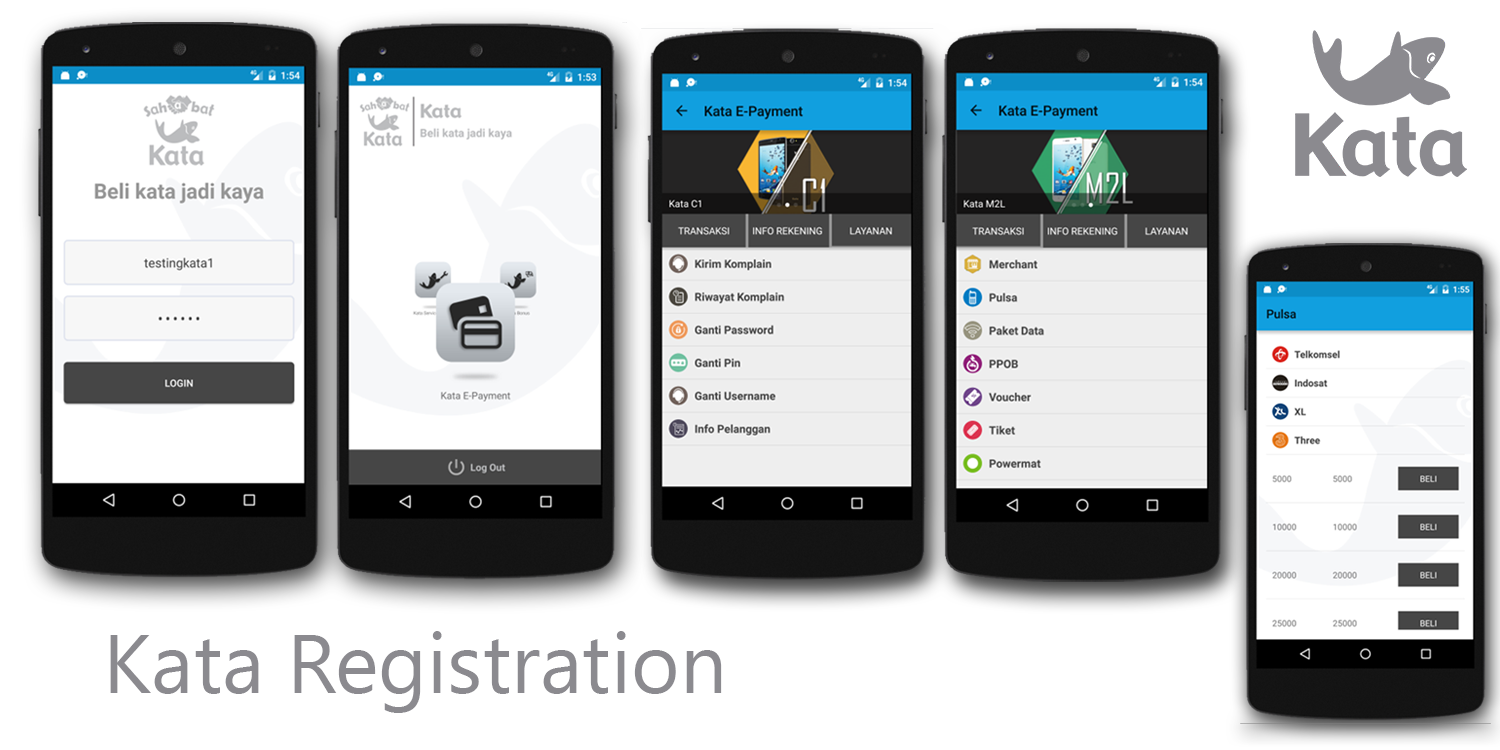 1:54
sahabat
Kata
Beli kata jadi kaya
testingkata1
LOGIN
1:53
sahabat
Kata
Kata
Beli kata jadi kaya
Kata E-Payment
Log Out
1:54
Kata E-Payment
C1
Kata C1
TRANSAKSI INFO REKENING LAYANAN
Kirim Komplain
Riwayat Komplain
Ganti Password
Ganti Pin
Ganti Username
Info Pelanggan
1:54
Kata E-Payment
M2L
Kata M2L
TRANSAKSI INFO REKENING LAYANAN
Merchant
Pulsa
Paket Data
PPOB
Voucher
Tiket
Powermat
Kata
1:55
Pulsa
Telkomsel
Indosat
XL
Three
5000 5000 BELI
10000 10000 BELI
20000 20000 BELI
25000 25000 BELI
Kata Registration